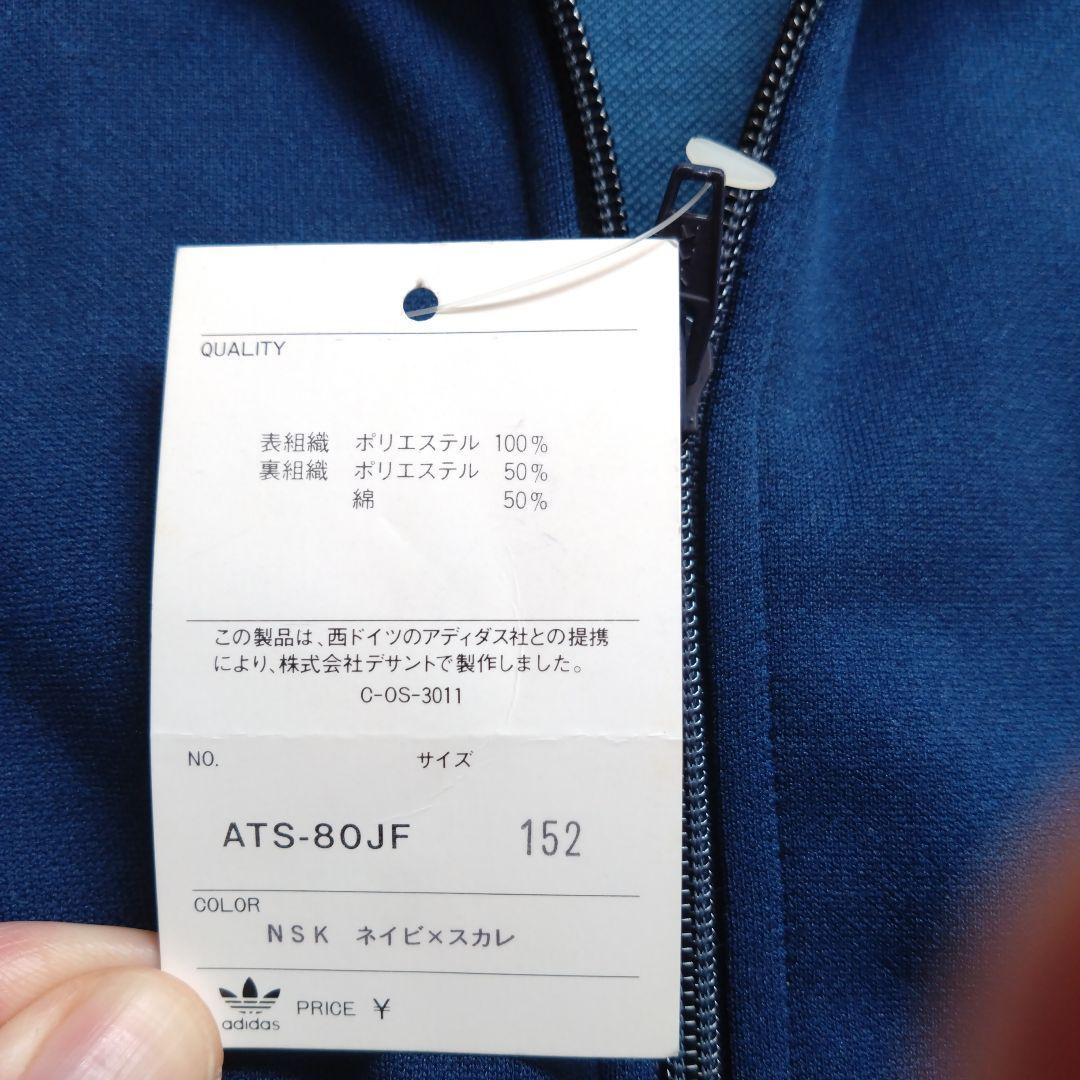 QUALITY
表組織 ポリエステル 100%
裏組織 ポリエステル 50%
綿 50%
この製品は、西ドイツのアディダス社との提携
により、株式会社デサントで製作しました。
C-OS-3011
NO. サイズ
ATS-80JF 152
COLOR
NSK ネイビ×スカレ
adidas PRICE ¥